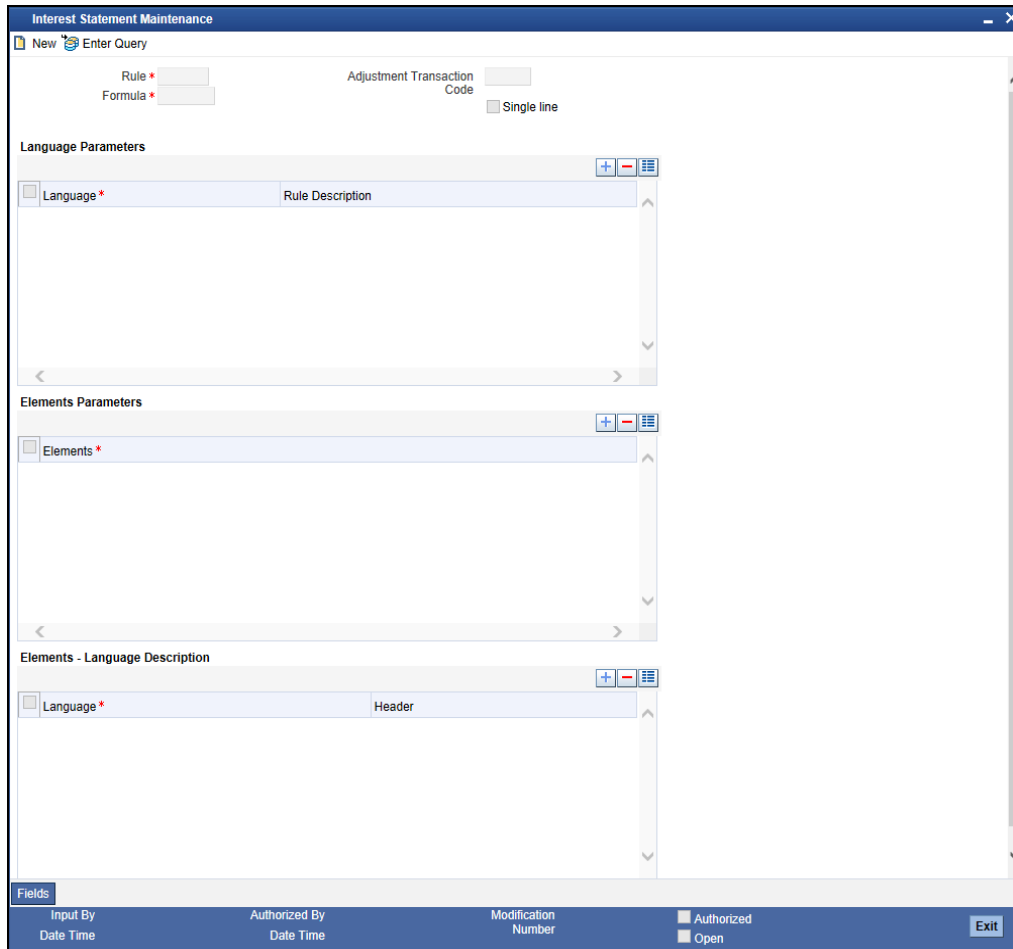 Interest Statement Maintenance
New Enter Query
Rule *
Adjustment Transaction Code
Formula *
Single line
Language Parameters
Language * Rule Description
Elements Parameters
Elements *
Elements - Language Description
Language * Header
Fields
Input By Authorized By Modification Number Authorized
Date Time Date Time Open
Exit